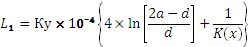 L₁ = Ky × 10⁻⁴ {4 × ln [(2a − d)/d] + 1/K(x)}